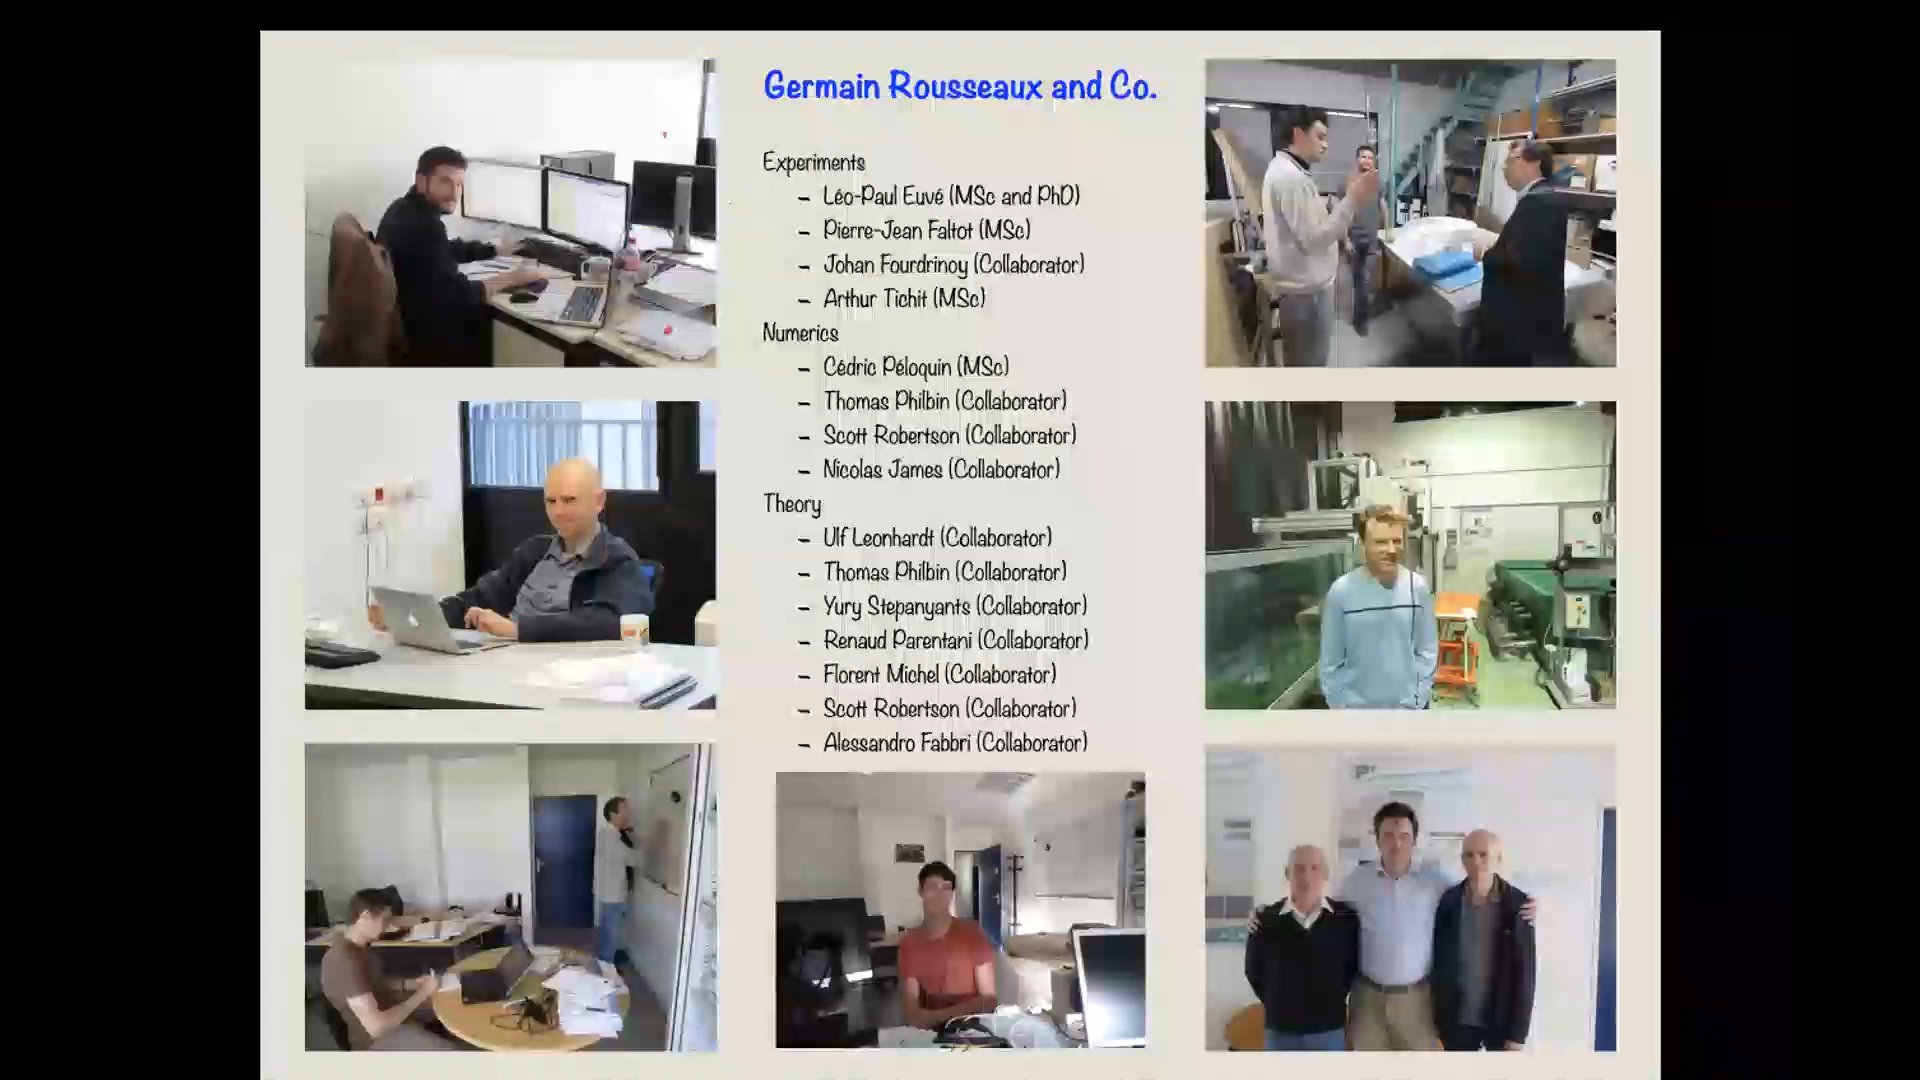 Germain Rousseaux and Co.
Experiments
– Léo-Paul Euvé (MSc and PhD)
– Pierre-Jean Faltot (MSc)
– Johan Fourdrinoy (Collaborator)
– Arthur Tichit (MSc)
Numerics
– Cédric Péloquin (MSc)
– Thomas Philbin (Collaborator)
– Scott Robertson (Collaborator)
– Nicolas James (Collaborator)
Theory
– Ulf Leonhardt (Collaborator)
– Thomas Philbin (Collaborator)
– Yury Stepanyants (Collaborator)
– Renaud Parentani (Collaborator)
– Florent Michel (Collaborator)
– Scott Robertson (Collaborator)
– Alessandro Fabbri (Collaborator)